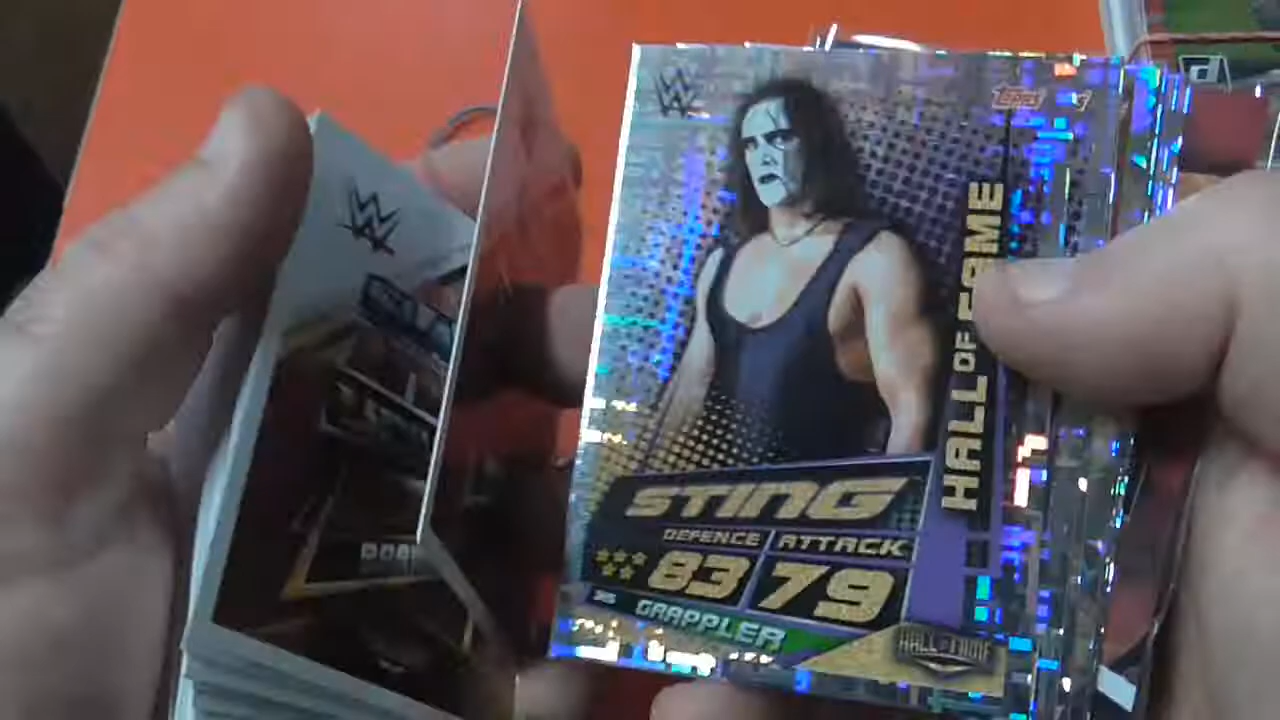 W
Topps
HALL OF FAME
STING
DEFENCE ATTACK
83 79
GRAPPLER
HALL OF FAME
W